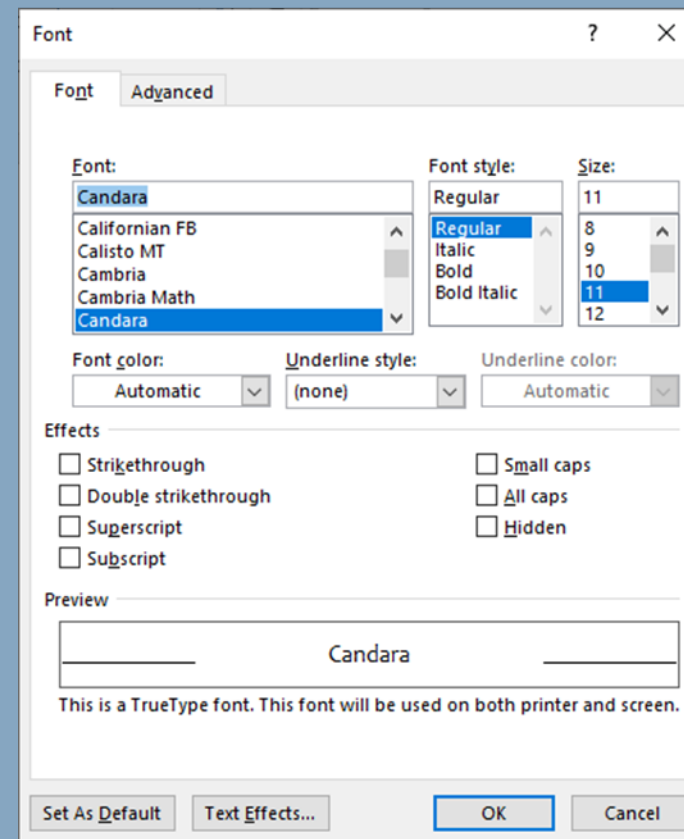 Font ?
Font Advanced
Font: Font style: Size:
Candara Regular 11
Californian FB Regular 8
Calisto MT Italic 9
Cambria Bold 10
Cambria Math Bold Italic 11
Candara 12
Font color: Underline style: Underline color:
Automatic (none) Automatic
Effects
Strikethrough Small caps
Double strikethrough All caps
Superscript Hidden
Subscript
Preview
Candara
This is a TrueType font. This font will be used on both printer and screen.
Set As Default Text Effects... OK Cancel